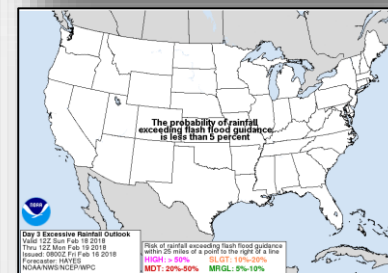 The probability of rainfall
exceeding flash flood guidance
is less than 5 percent
NOAA
Day 3 Excessive Rainfall Outlook
Valid 12Z Sun Feb 18 2018
Thru 12Z Mon Feb 19 2018
Issued: 0800Z Fri Feb 16 2018
Forecaster: HAYES
NOAA/NWS/NCEP/WPC
Risk of rainfall exceeding flash flood guidance
within 25 miles of a point to the right of a line
HIGH: > 50% SLGT: 10%-20%
MDT: 20%-50% MRGL: 5%-10%